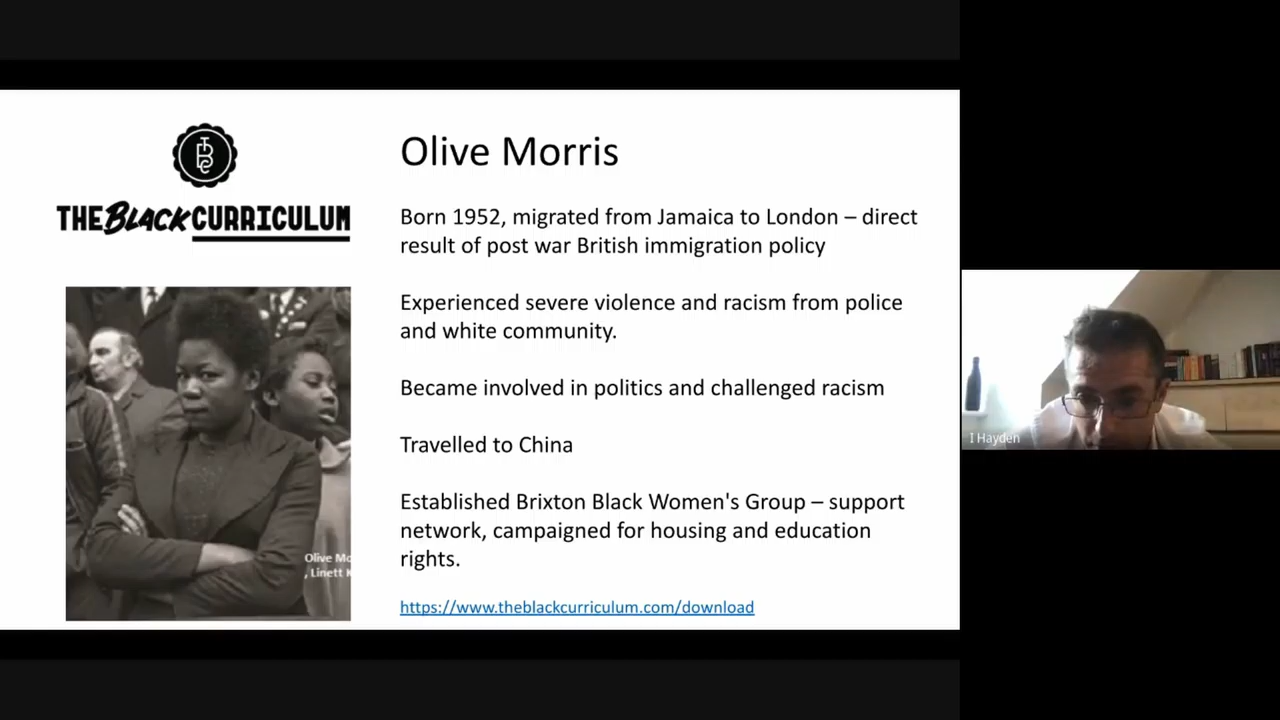 THE BLACK CURRICULUM
Olive Morris
Born 1952, migrated from Jamaica to London – direct
result of post war British immigration policy
Experienced severe violence and racism from police
and white community.
Became involved in politics and challenged racism
Travelled to China
Established Brixton Black Women's Group – support
network, campaigned for housing and education
rights.
https://www.theblackcurriculum.com/download
Olive Mo
, Linett K
I Hayden